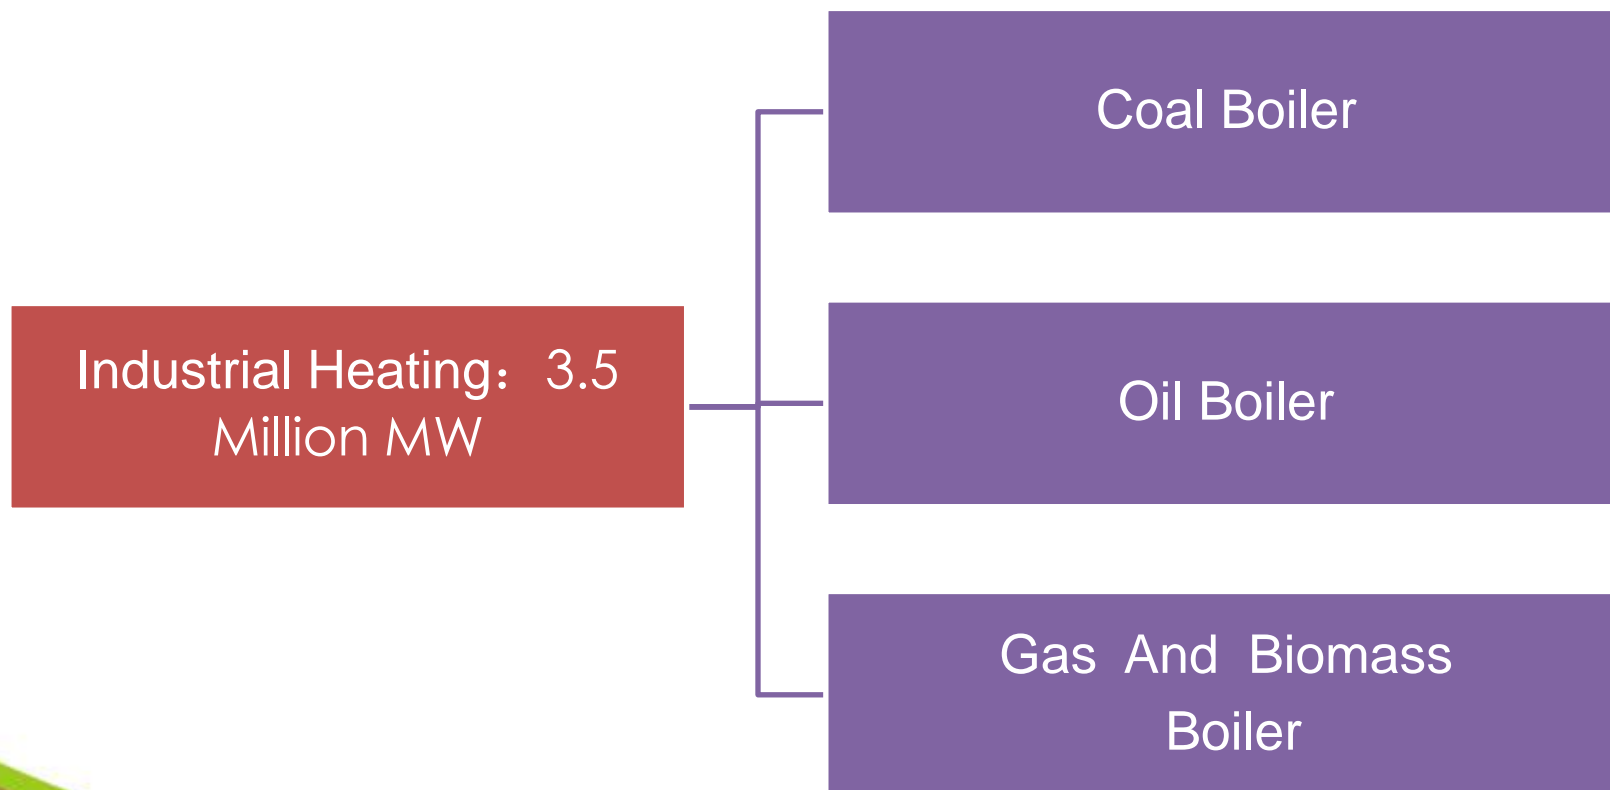 Coal Boiler
Industrial Heating：3.5
Million MW
Oil Boiler
Gas And Biomass
Boiler